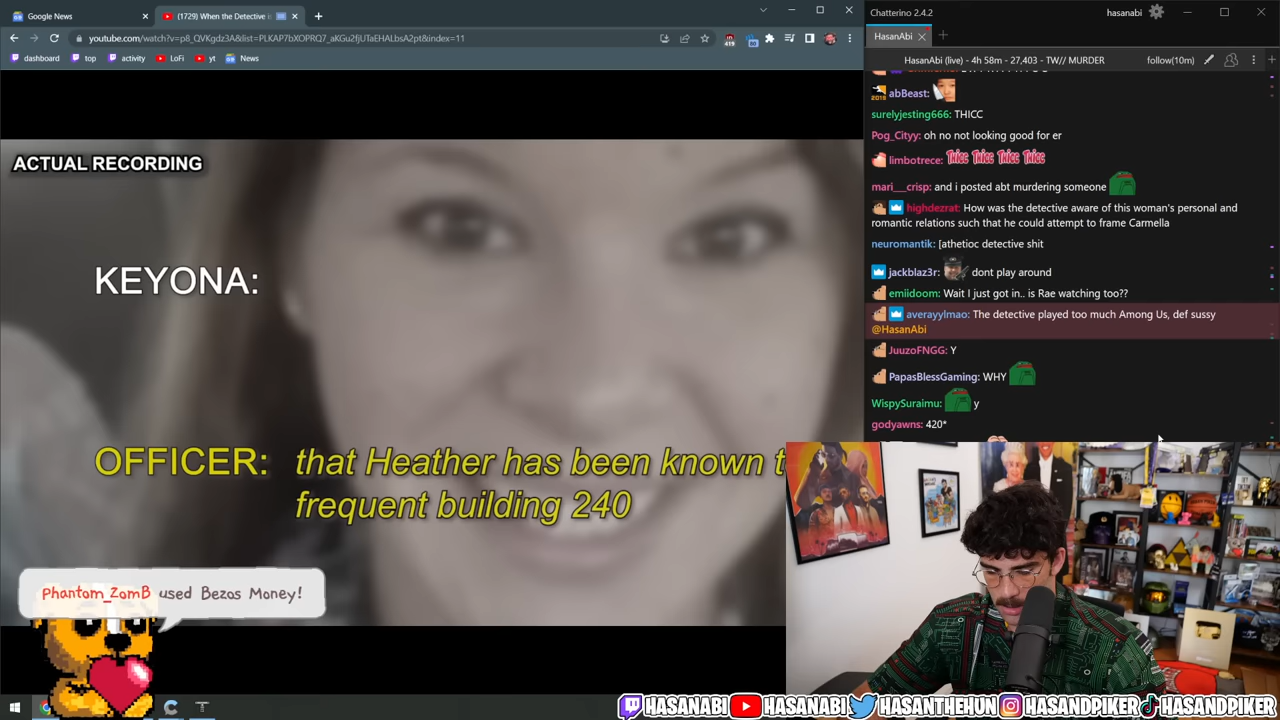 Google News
(1729) When the Detective i
youtube.com/watch?v=p8_QVKgdz3A&list=PLKAP7bXOPRQ7_aKGu2fjUTaEHALbsA2pt&index=11
419
dashboard
top
activity
LoFi
yt
News
ACTUAL RECORDING
KEYONA:
OFFICER: that Heather has been known t
frequent building 240
Phantom_ZomB used Bezos Money!
Chatterino 2.4.2
hasanabi
HasanAbi
HasanAbi (live) - 4h 58m - 27,403 - TW// MURDER
follow(10m)
abBeast:
surelyjesting666: THICC
Pog_Cityy: oh no not looking good for er
limbotrece: Thicc Thicc Thicc Thicc
mari___crisp: and i posted abt murdering someone
highdezrat: How was the detective aware of this woman's personal and
romantic relations such that he could attempt to frame Carmella
neuromantik: [athetioc detective shit
jackblaz3r: dont play around
emiidoom: Wait I just got in.. is Rae watching too??
averayylmao: The detective played too much Among Us, def sussy
@HasanAbi
JuuzoFNGG: Y
PapasBlessGaming: WHY
WispySuraimu: y
godyawns: 420*
HASANABI HASANABI HASANTHEHUN HASANDPIKER HASANDPIKER